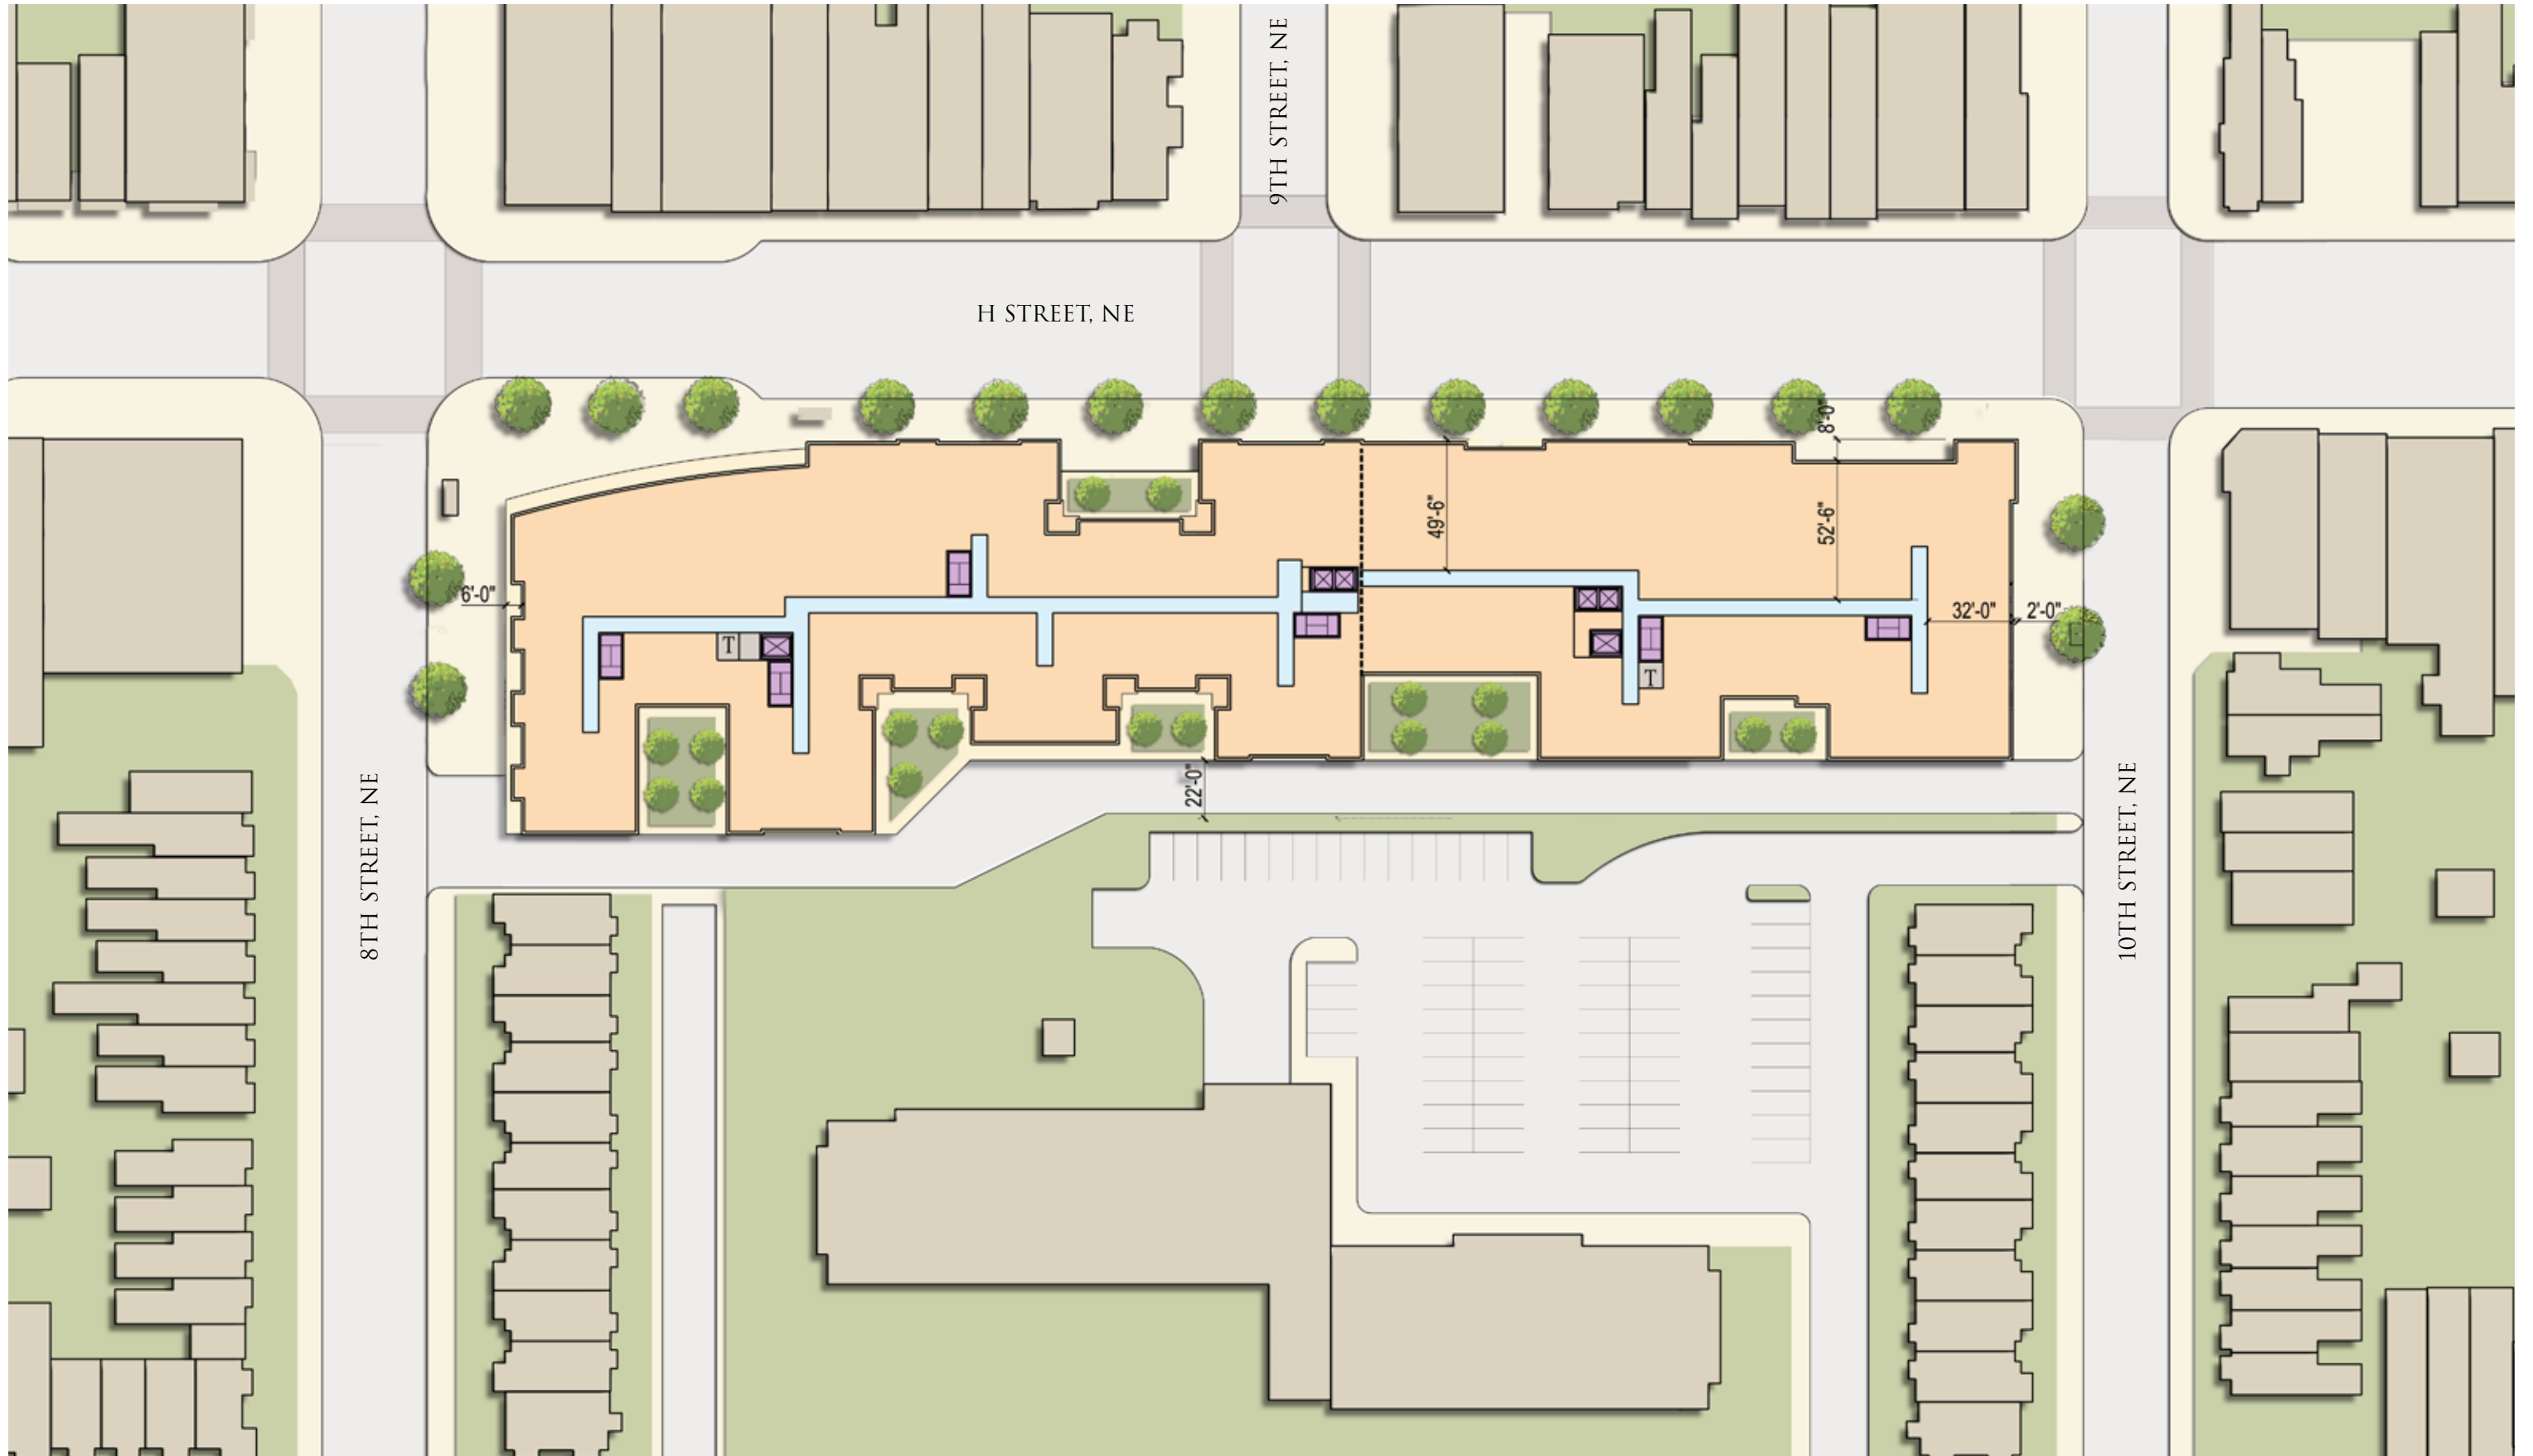 9TH STREET, NE
H STREET, NE
8'-0"
49'-6"
52'-6"
6'-0"
32'-0"
2'-0"
T
T
22'-0"
8TH STREET, NE
10TH STREET, NE